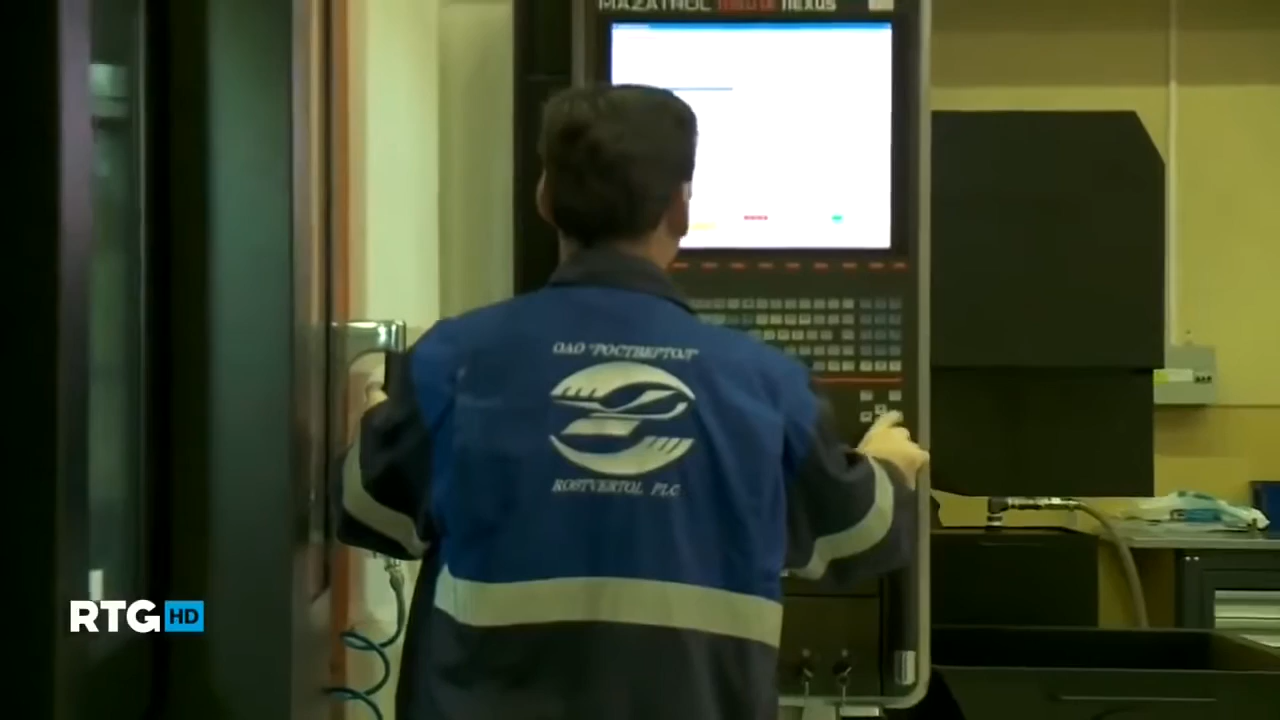 MAZATROL NEXUS
ОАО "РОСТВЕРТОЛ"
ROSTVERTOL PLC
RTG HD